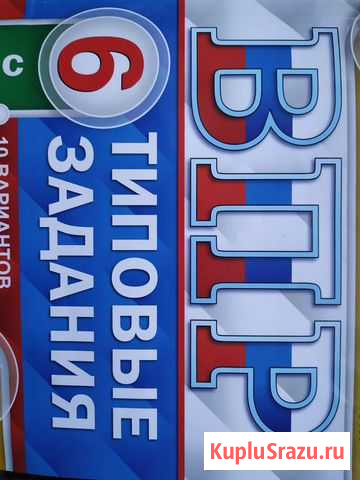 ВПР
6
С
ТИПОВЫЕ
ЗАДАНИЯ
10 ВАРИАНТОВ
KupluSrazu.ru